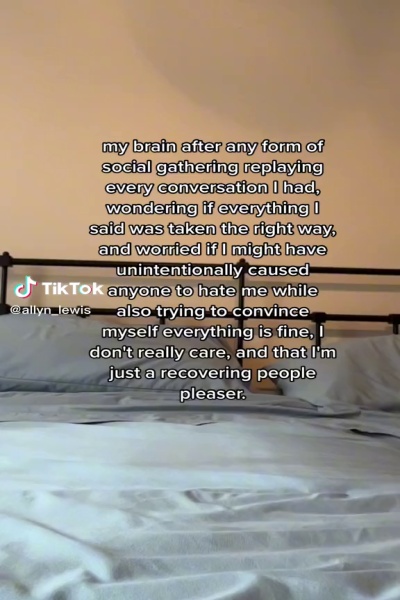 my brain after any form of
social gathering replaying
every conversation I had,
wondering if everything I
said was taken the right way,
and worried if I might have
unintentionally caused
anyone to hate me while
also trying to convince
myself everything is fine, I
don't really care, and that I'm
just a recovering people
pleaser.
TikTok
@allyn_lewis